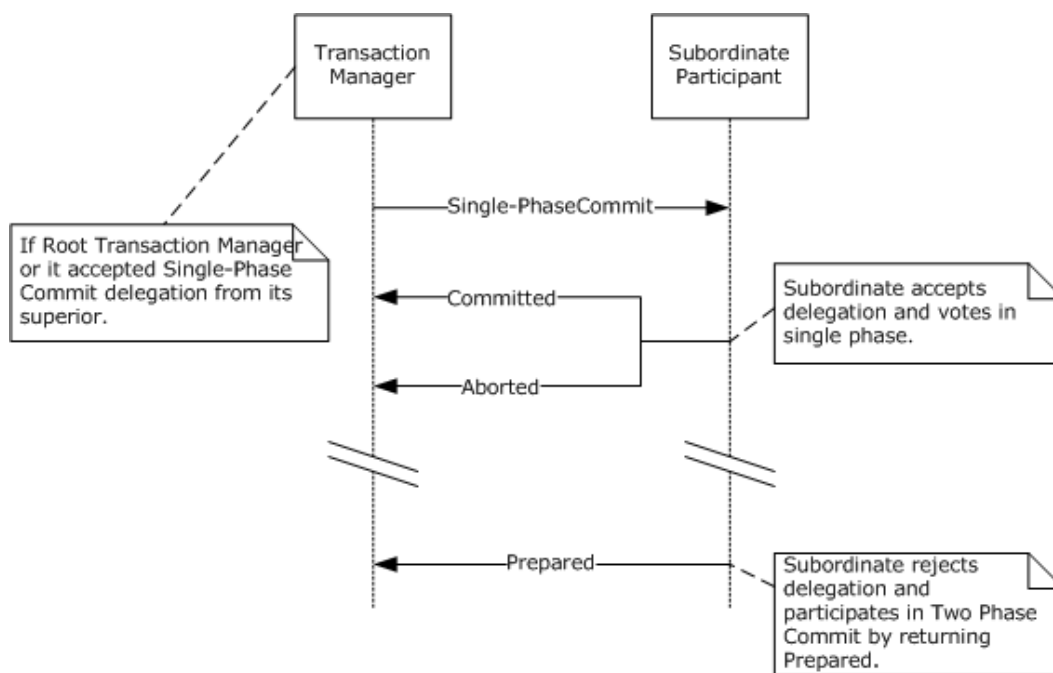 Transaction
Manager
Subordinate
Participant
Single-PhaseCommit
If Root Transaction Manager
or it accepted Single-Phase
Commit delegation from its
superior.
Committed
Subordinate accepts
delegation and votes in
single phase.
Aborted
Prepared
Subordinate rejects
delegation and
participates in Two Phase
Commit by returning
Prepared.